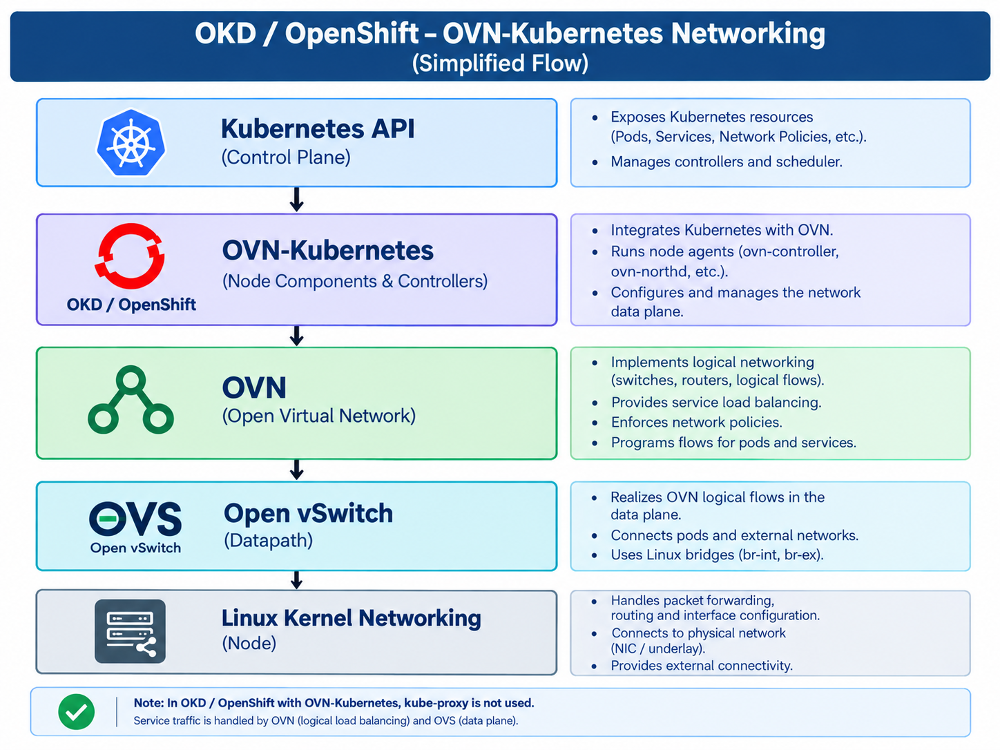 OKD / OpenShift – OVN-Kubernetes Networking
(Simplified Flow)
Kubernetes API
(Control Plane)
• Exposes Kubernetes resources
(Pods, Services, Network Policies, etc.).
• Manages controllers and scheduler.
OKD / OpenShift
OVN-Kubernetes
(Node Components & Controllers)
• Integrates Kubernetes with OVN.
• Runs node agents (ovn-controller,
ovn-northd, etc.).
• Configures and manages the network
data plane.
OVN
(Open Virtual Network)
• Implements logical networking
(switches, routers, logical flows).
• Provides service load balancing.
• Enforces network policies.
• Programs flows for pods and services.
OVS
Open vSwitch
Open vSwitch
(Datapath)
• Realizes OVN logical flows in the
data plane.
• Connects pods and external networks.
• Uses Linux bridges (br-int, br-ex).
Linux Kernel Networking
(Node)
• Handles packet forwarding,
routing and interface configuration.
• Connects to physical network
(NIC / underlay).
• Provides external connectivity.
Note: In OKD / OpenShift with OVN-Kubernetes, kube-proxy is not used.
Service traffic is handled by OVN (logical load balancing) and OVS (data plane).